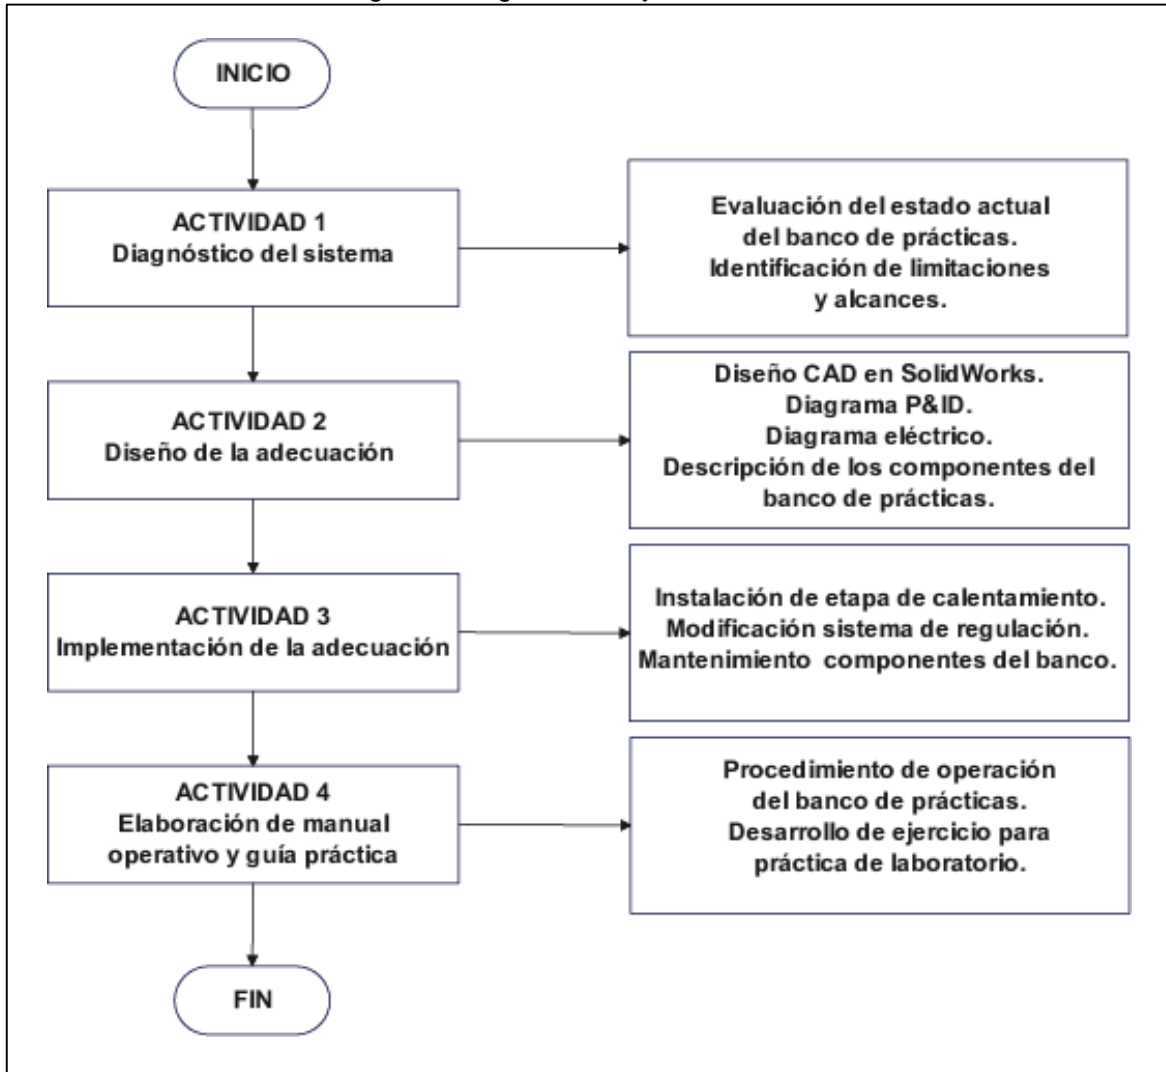 INICIO
ACTIVIDAD 1
Diagnóstico del sistema
Evaluación del estado actual
del banco de prácticas.
Identificación de limitaciones
y alcances.
ACTIVIDAD 2
Diseño de la adecuación
Diseño CAD en SolidWorks.
Diagrama P&ID.
Diagrama eléctrico.
Descripción de los componentes del
banco de prácticas.
ACTIVIDAD 3
Implementación de la adecuación
Instalación de etapa de calentamiento.
Modificación sistema de regulación.
Mantenimiento componentes del banco.
ACTIVIDAD 4
Elaboración de manual
operativo y guía práctica
Procedimiento de operación
del banco de prácticas.
Desarrollo de ejercicio para
práctica de laboratorio.
FIN